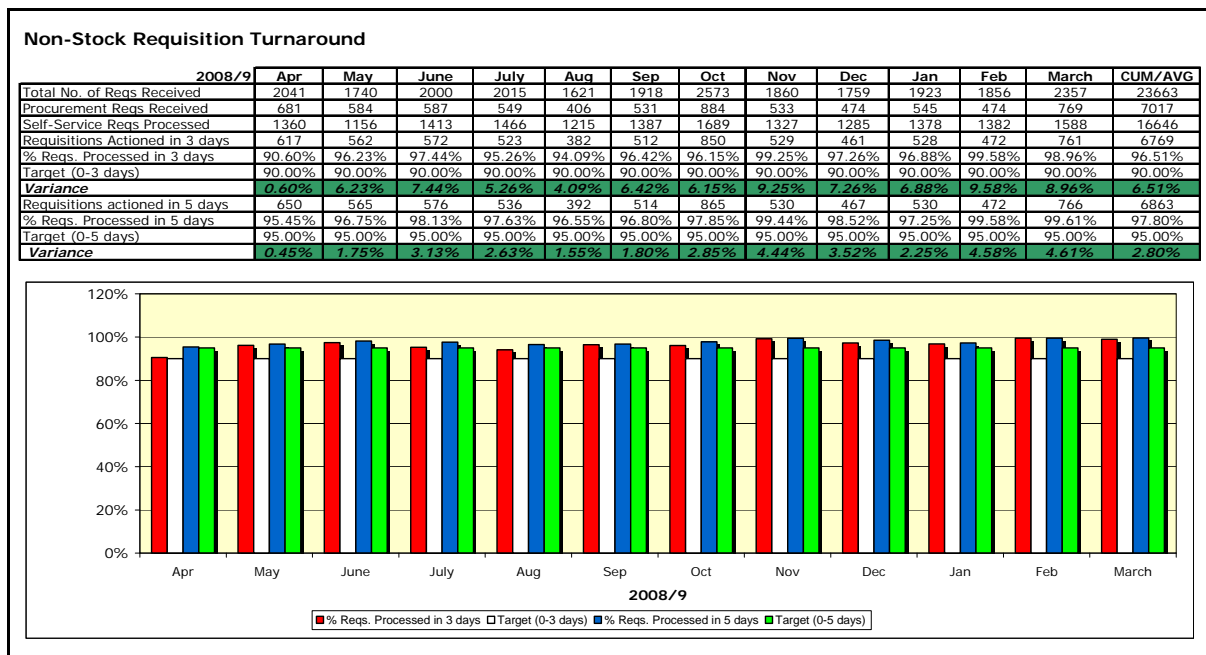 Non-Stock Requisition Turnaround
2008/9 Apr May June July Aug Sep Oct Nov Dec Jan Feb March CUM/AVG
Total No. of Reqs Received 2041 1740 2000 2015 1621 1918 2573 1860 1759 1923 1856 2357 23663
Procurement Reqs Received 681 584 587 549 406 531 884 533 474 545 474 769 7017
Self-Service Reqs Processed 1360 1156 1413 1466 1215 1387 1689 1327 1285 1378 1382 1588 16646
Requisitions Actioned in 3 days 617 562 572 523 382 512 850 529 461 528 472 761 6769
% Reqs. Processed in 3 days 90.60% 96.23% 97.44% 95.26% 94.09% 96.42% 96.15% 99.25% 97.26% 96.88% 99.58% 98.96% 96.51%
Target (0-3 days) 90.00% 90.00% 90.00% 90.00% 90.00% 90.00% 90.00% 90.00% 90.00% 90.00% 90.00% 90.00% 90.00%
Variance 0.60% 6.23% 7.44% 5.26% 4.09% 6.42% 6.15% 9.25% 7.26% 6.88% 9.58% 8.96% 6.51%
Requisitions actioned in 5 days 650 565 576 536 392 514 865 530 467 530 472 766 6863
% Reqs. Processed in 5 days 95.45% 96.75% 98.13% 97.63% 96.55% 96.80% 97.85% 99.44% 98.52% 97.25% 99.58% 99.61% 97.80%
Target (0-5 days) 95.00% 95.00% 95.00% 95.00% 95.00% 95.00% 95.00% 95.00% 95.00% 95.00% 95.00% 95.00% 95.00%
Variance 0.45% 1.75% 3.13% 2.63% 1.55% 1.80% 2.85% 4.44% 3.52% 2.25% 4.58% 4.61% 2.80%
120%
100%
80%
60%
40%
20%
0%
Apr May June July Aug Sep Oct Nov Dec Jan Feb March
2008/9
% Reqs. Processed in 3 days Target (0-3 days) % Reqs. Processed in 5 days Target (0-5 days)